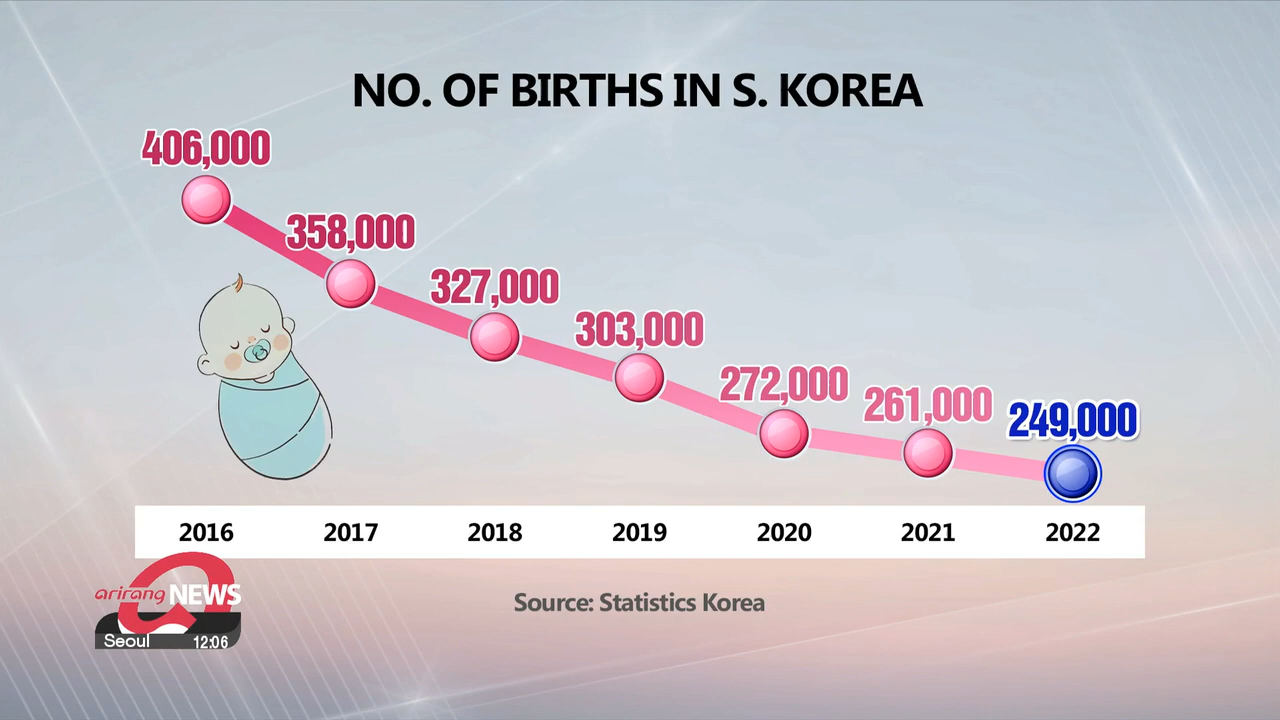 NO. OF BIRTHS IN S. KOREA
406,000
358,000
327,000
303,000
272,000
261,000
249,000
2016 2017 2018 2019 2020 2021 2022
Source: Statistics Korea
arirang NEWS
Seoul 12:06